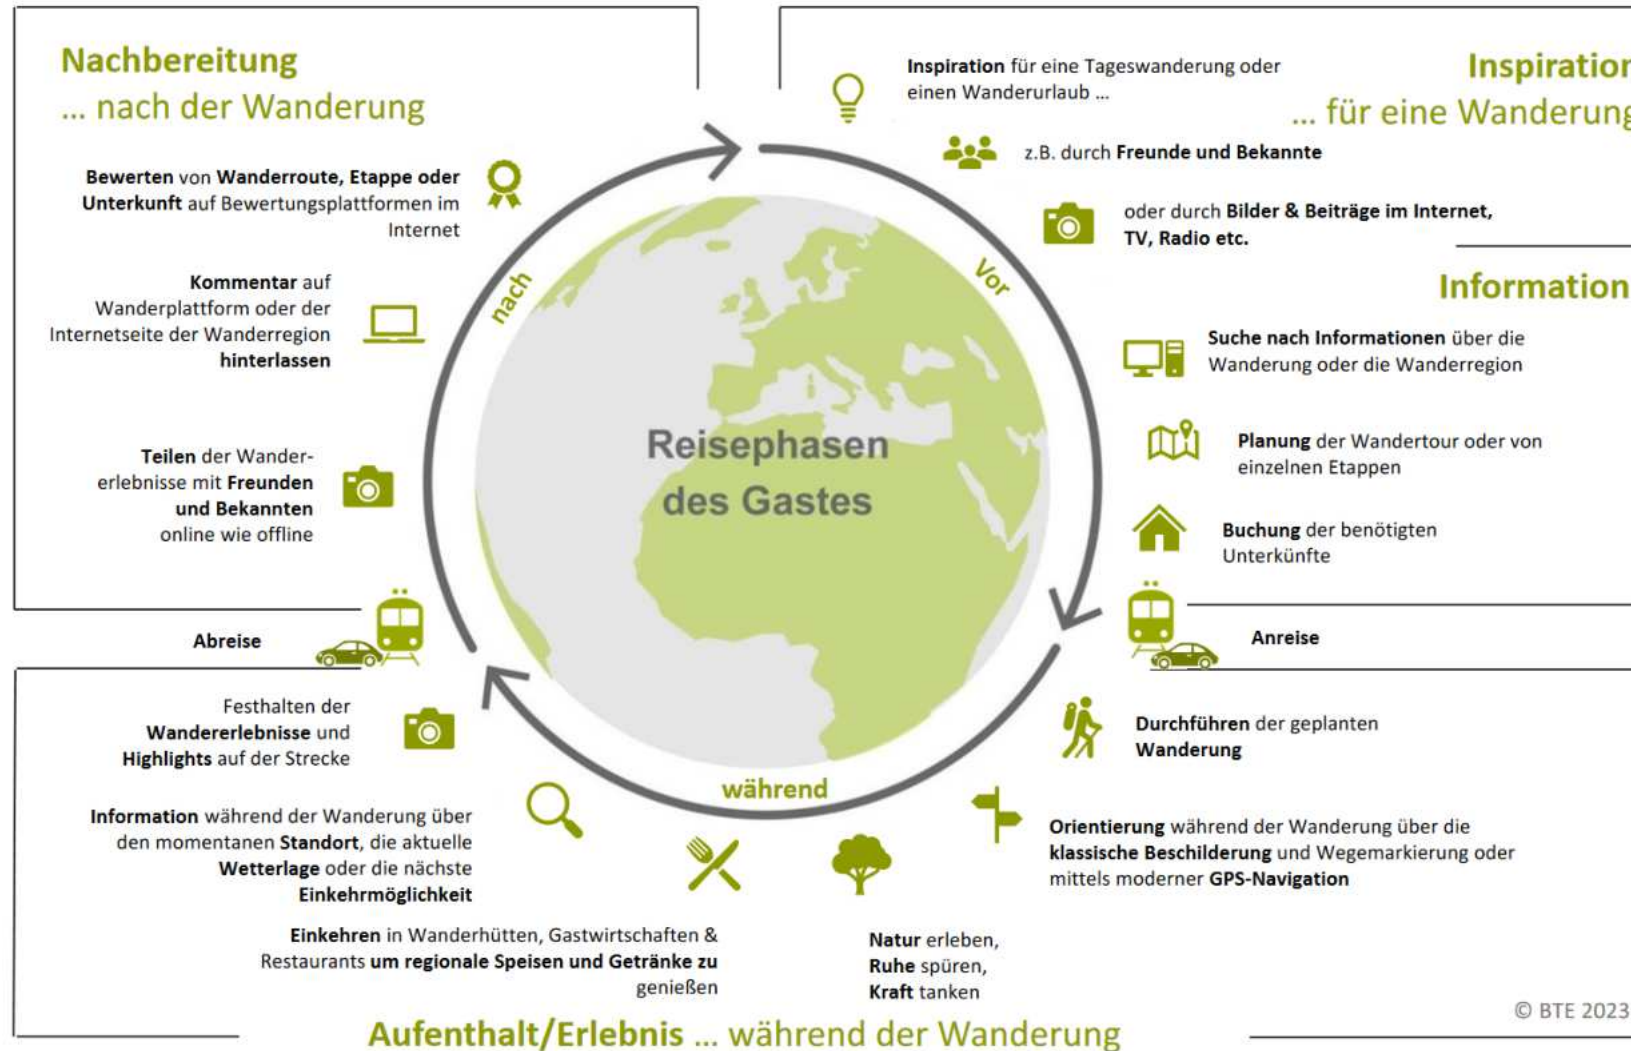 Nachbereitung
... nach der Wanderung
Bewerten von Wanderroute, Etappe oder
Unterkunft auf Bewertungsplattformen im
Internet
Kommentar auf
Wanderplattform oder der
Internetseite der Wanderregion
hinterlassen
Teilen der Wander-
erlebnisse mit Freunden
und Bekannten
online wie offline
nach
Vor
während
Reisephasen
des Gastes
Inspiration
... für eine Wanderung
Inspiration für eine Tageswanderung oder
einen Wanderurlaub ...
z.B. durch Freunde und Bekannte
oder durch Bilder & Beiträge im Internet,
TV, Radio etc.
Information
Suche nach Informationen über die
Wanderung oder die Wanderregion
Planung der Wandertour oder von
einzelnen Etappen
Buchung der benötigten
Unterkünfte
Anreise
Durchführen der geplanten
Wanderung
Orientierung während der Wanderung über die
klassische Beschilderung und Wegemarkierung oder
mittels moderner GPS-Navigation
Natur erleben,
Ruhe spüren,
Kraft tanken
Einkehren in Wanderhütten, Gastwirtschaften &
Restaurants um regionale Speisen und Getränke zu
genießen
Information während der Wanderung über
den momentanen Standort, die aktuelle
Wetterlage oder die nächste
Einkehrmöglichkeit
Festhalten der
Wandererlebnisse und
Highlights auf der Strecke
Abreise
Aufenthalt/Erlebnis ... während der Wanderung
© BTE 2023